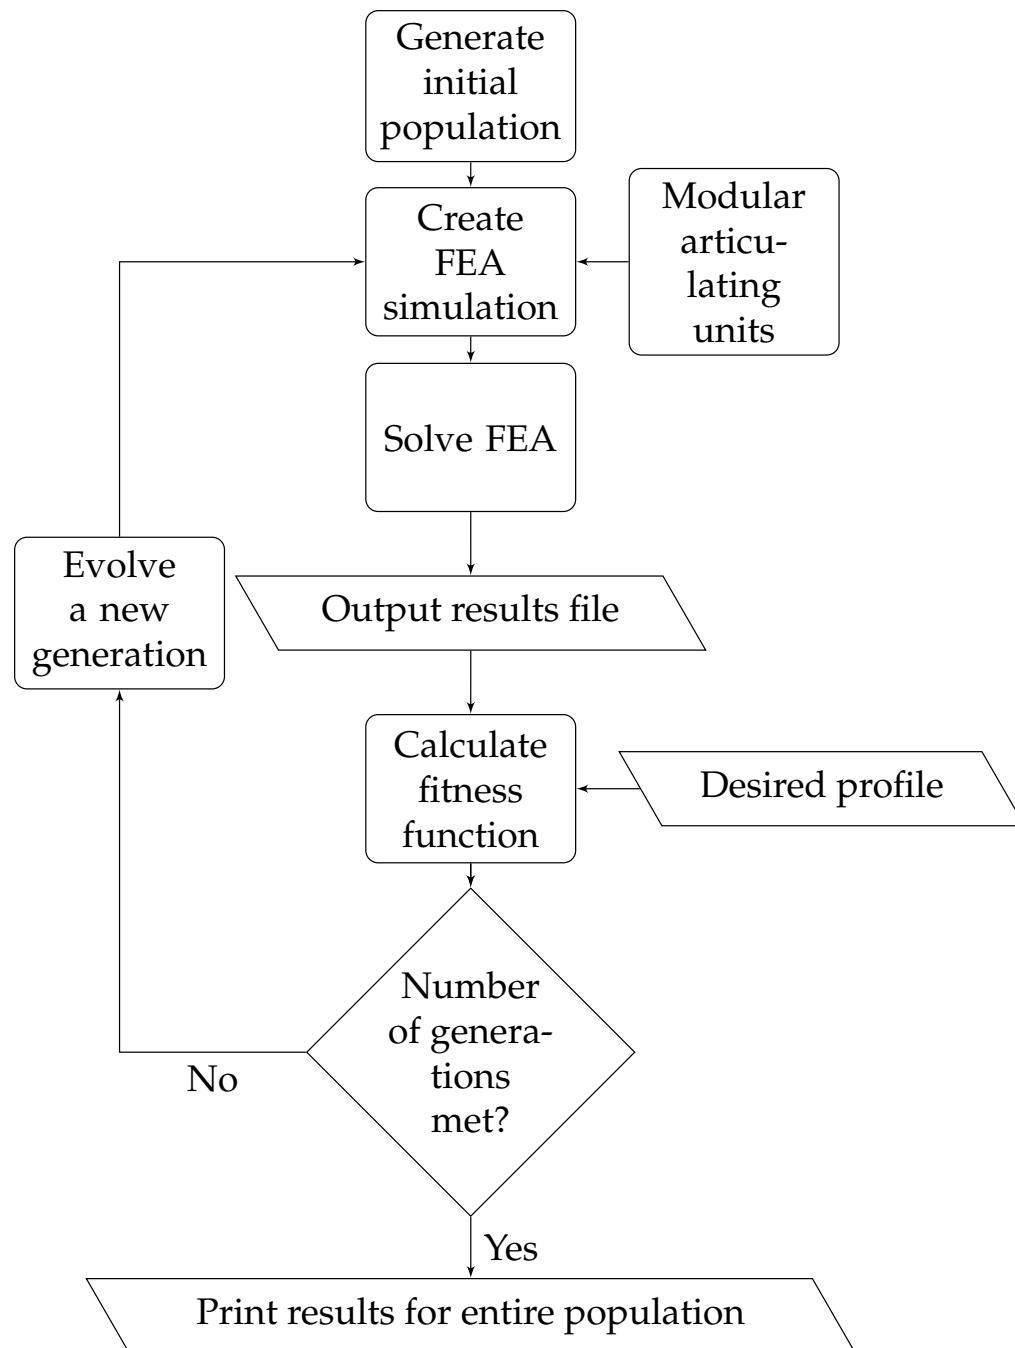 Generate
initial
population
Create
FEA
simulation
Modular
articu-
lating
units
Solve FEA
Evolve
a new
generation
Output results file
Calculate
fitness
function
Desired profile
Number
of genera-
tions
met?
No
Yes
Print results for entire population